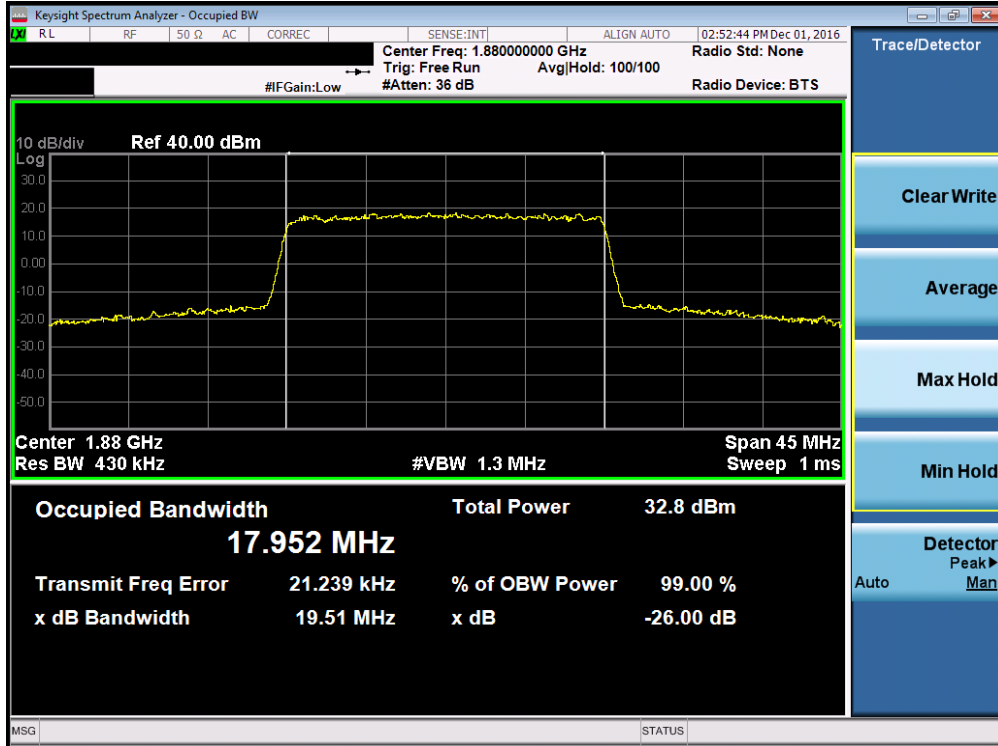 Keysight Spectrum Analyzer - Occupied BW
LXI RL RF 50 Ω AC CORREC SENSE:INT ALIGN AUTO 02:52:44 PM Dec 01, 2016
Center Freq: 1.880000000 GHz Radio Std: None
Trig: Free Run Avg|Hold: 100/100
#IFGain:Low #Atten: 36 dB Radio Device: BTS
10 dB/div Ref 40.00 dBm
Log
30.0
20.0
10.0
0.00
-10.0
-20.0
-30.0
-40.0
-50.0
Center 1.88 GHz Span 45 MHz
Res BW 430 kHz #VBW 1.3 MHz Sweep 1 ms
Occupied Bandwidth Total Power 32.8 dBm
17.952 MHz
Transmit Freq Error 21.239 kHz % of OBW Power 99.00 %
x dB Bandwidth 19.51 MHz x dB -26.00 dB
MSG STATUS
Trace/Detector
Clear Write
Average
Max Hold
Min Hold
Detector
Peak▶
Auto Man